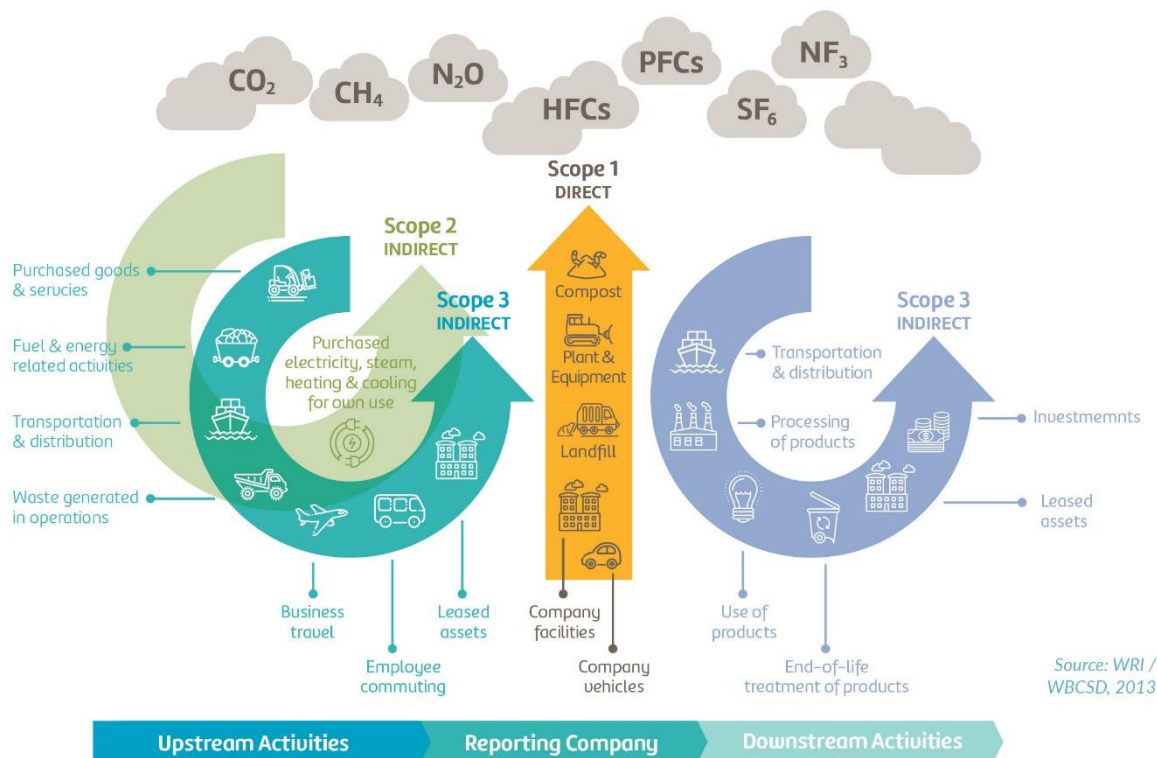 CO₂
CH₄
N₂O
HFCs
PFCs
SF₆
NF₃
Scope 1
DIRECT
Scope 2
INDIRECT
Scope 3
INDIRECT
Scope 3
INDIRECT
Purchased goods
& serucies
Fuel & energy
related activities
Transportation
& distribution
Waste generated
in operations
Purchased
electricity, steam,
heating & cooling
for own use
Compost
Plant &
Equipment
Landfill
Transportation
& distribution
Processing
of products
Investmemnts
Leased
assets
Business
travel
Leased
assets
Employee
commuting
Company
facilities
Company
vehicles
Use of
products
End-of-life
treatment of products
Source: WRI /
WBCSD, 2013
Upstream Activities
Reporting Company
Downstream Activities